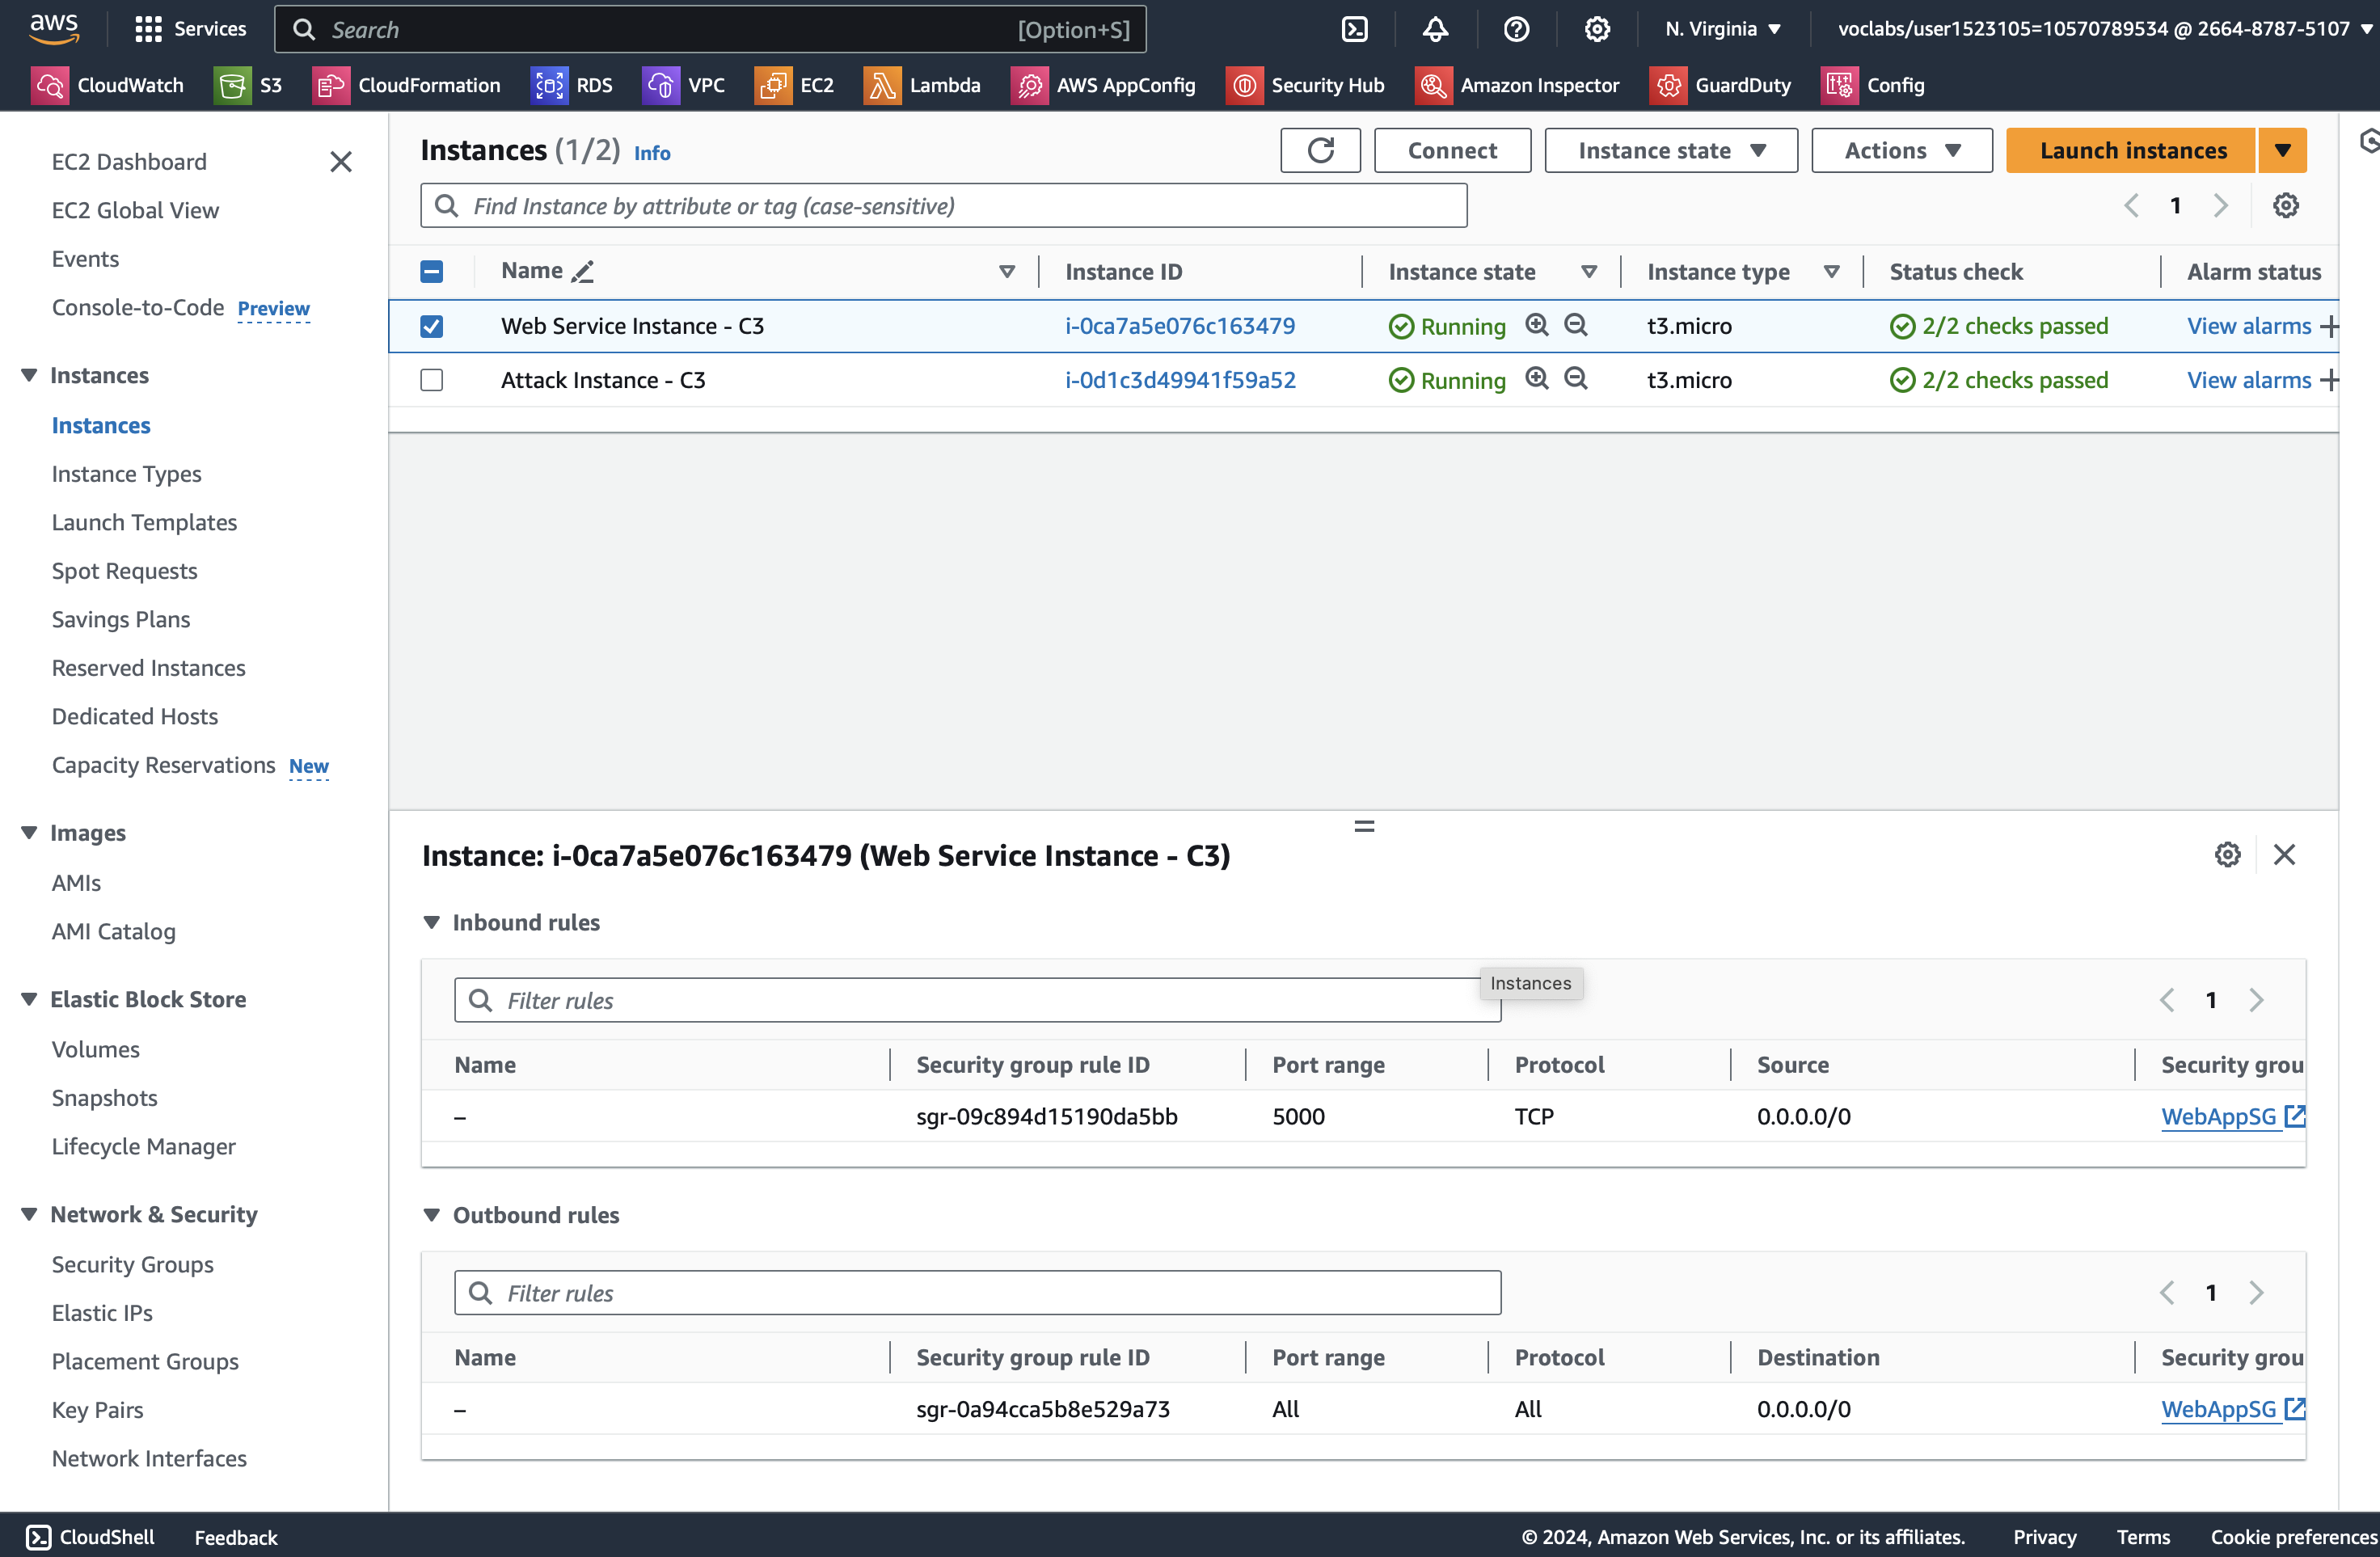 aws
Services
Search
[Option+S]
N. Virginia
voclabs/user1523105=10570789534 @ 2664-8787-5107
CloudWatch
S3
CloudFormation
RDS
VPC
EC2
Lambda
AWS AppConfig
Security Hub
Amazon Inspector
GuardDuty
Config
EC2 Dashboard
EC2 Global View
Events
Console-to-Code Preview
Instances
Instances
Instance Types
Launch Templates
Spot Requests
Savings Plans
Reserved Instances
Dedicated Hosts
Capacity Reservations New
Images
AMIs
AMI Catalog
Elastic Block Store
Volumes
Snapshots
Lifecycle Manager
Network & Security
Security Groups
Elastic IPs
Placement Groups
Key Pairs
Network Interfaces
Instances (1/2) Info
Connect
Instance state
Actions
Launch instances
Find Instance by attribute or tag (case-sensitive)
1
Name Instance ID Instance state Instance type Status check Alarm status
Web Service Instance - C3 i-0ca7a5e076c163479 Running t3.micro 2/2 checks passed View alarms
Attack Instance - C3 i-0d1c3d49941f59a52 Running t3.micro 2/2 checks passed View alarms
Instance: i-0ca7a5e076c163479 (Web Service Instance - C3)
Inbound rules
Filter rules
Instances
1
Name Security group rule ID Port range Protocol Source Security grou
– sgr-09c894d15190da5bb 5000 TCP 0.0.0.0/0 WebAppSG
Outbound rules
Filter rules
1
Name Security group rule ID Port range Protocol Destination Security grou
– sgr-0a94cca5b8e529a73 All All 0.0.0.0/0 WebAppSG
CloudShell
Feedback
© 2024, Amazon Web Services, Inc. or its affiliates.
Privacy
Terms
Cookie preferences